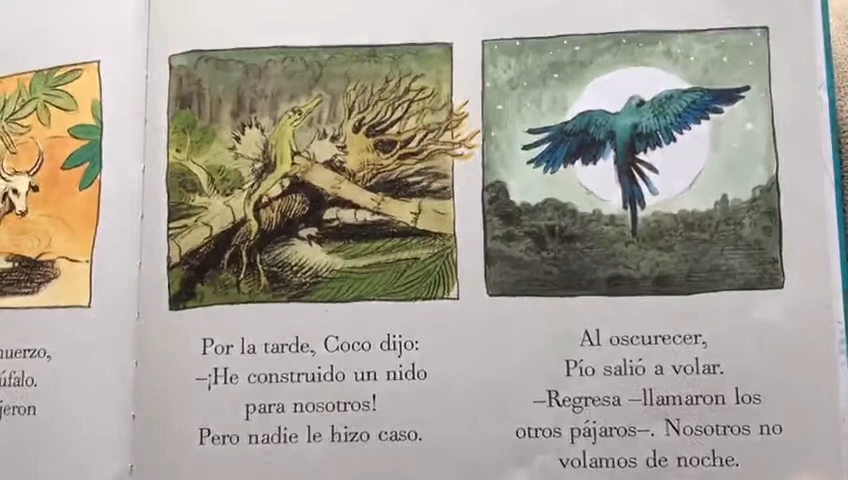 Por la tarde, Coco dijo:
–¡He construido un nido
para nosotros!
Pero nadie le hizo caso.
Al oscurecer,
Pío salió a volar.
–Regresa –llamaron los
otros pájaros–. Nosotros no
volamos de noche.